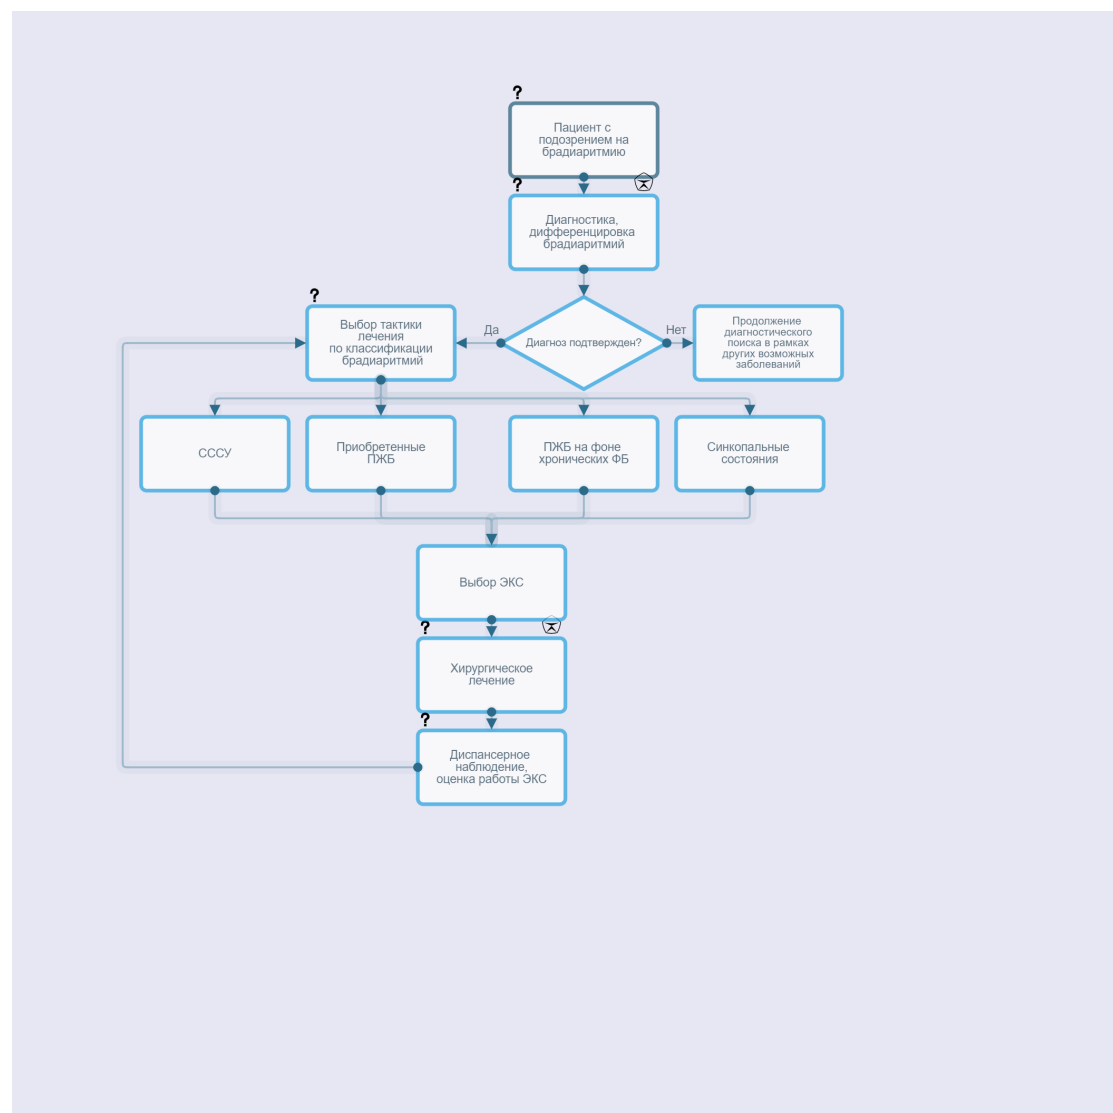 ?
Пациент с
подозрением на
брадиаритмию
?
Диагностика,
дифференцировка
брадиаритмий
?
Выбор тактики
лечения
по классификации
брадиаритмий
Да
Диагноз подтвержден?
Нет
Продолжение
диагностического
поиска в рамках
других возможных
заболеваний
СССУ
Приобретенные
ПЖБ
ПЖБ на фоне
хронических ФБ
Синкопальные
состояния
Выбор ЭКС
?
Хирургическое
лечение
?
Диспансерное
наблюдение,
оценка работы ЭКС